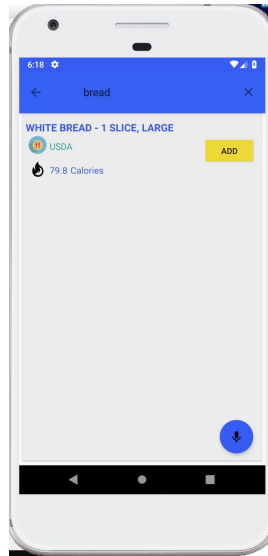 6:18
bread
WHITE BREAD - 1 SLICE, LARGE
USDA
ADD
79.8 Calories